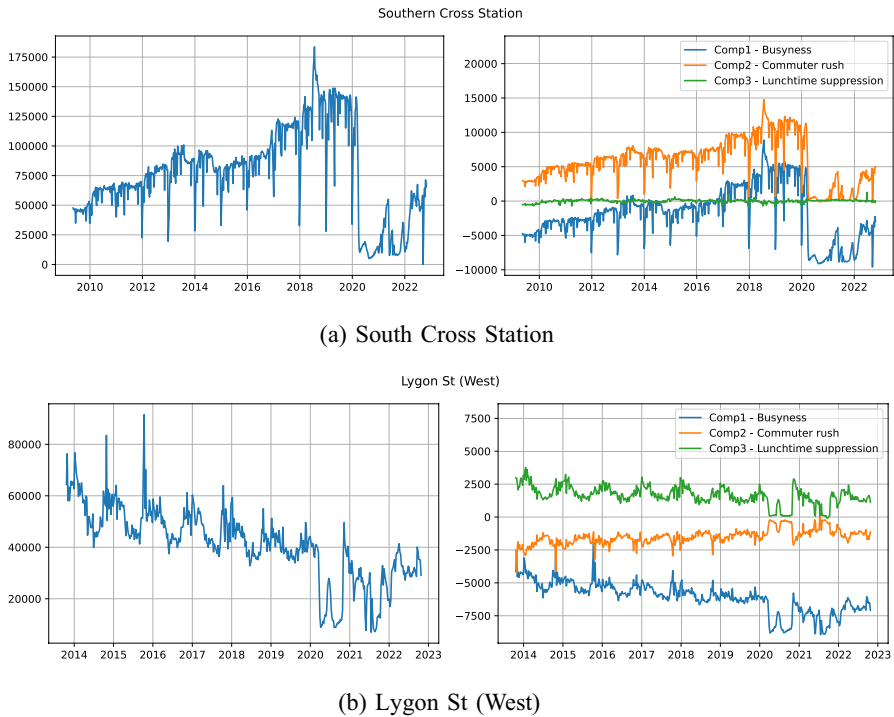 Southern Cross Station
175000
150000
125000
100000
75000
50000
25000
0
2010 2012 2014 2016 2018 2020 2022
15000
10000
5000
0
−5000
−10000
2010 2012 2014 2016 2018 2020 2022
Comp1 - Busyness
Comp2 - Commuter rush
Comp3 - Lunchtime suppression
(a) South Cross Station
Lygon St (West)
80000
60000
40000
20000
2014 2015 2016 2017 2018 2019 2020 2021 2022 2023
7500
5000
2500
0
−2500
−5000
−7500
2014 2015 2016 2017 2018 2019 2020 2021 2022 2023
Comp1 - Busyness
Comp2 - Commuter rush
Comp3 - Lunchtime suppression
(b) Lygon St (West)